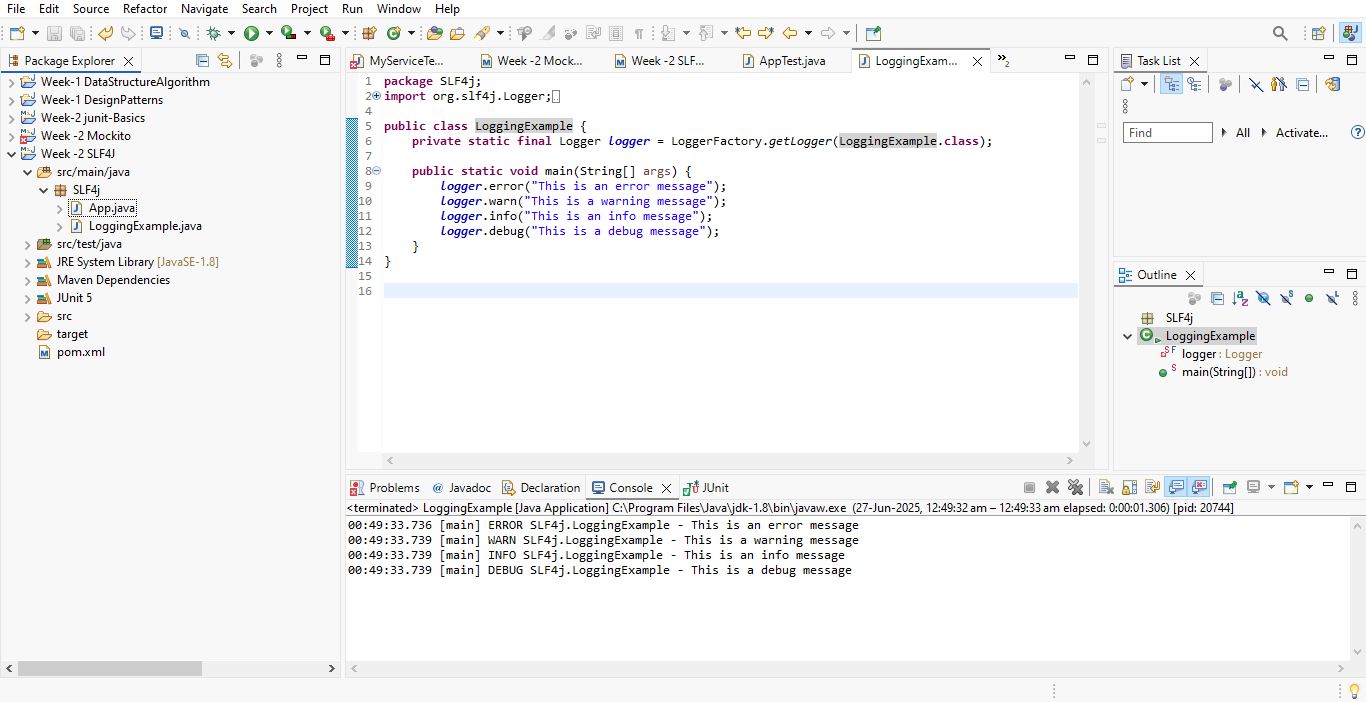 File Edit Source Refactor Navigate Search Project Run Window Help
Package Explorer
Week-1 DataStructureAlgorithm
Week-1 DesignPatterns
Week-2 junit-Basics
Week -2 Mockito
Week -2 SLF4J
src/main/java
SLF4j
App.java
LoggingExample.java
src/test/java
JRE System Library [JavaSE-1.8]
Maven Dependencies
JUnit 5
src
target
pom.xml
MyServiceTe... Week -2 Mock... Week -2 SLF... AppTest.java LoggingExam... »2
1 package SLF4j;
2 import org.slf4j.Logger;
4
5 public class LoggingExample {
6 private static final Logger logger = LoggerFactory.getLogger(LoggingExample.class);
7
8 public static void main(String[] args) {
9 logger.error("This is an error message");
10 logger.warn("This is a warning message");
11 logger.info("This is an info message");
12 logger.debug("This is a debug message");
13 }
14 }
15
16
Task List
Find All Activate...
Outline
SLF4j
LoggingExample
logger : Logger
main(String[]) : void
Problems Javadoc Declaration Console JUnit
<terminated> LoggingExample [Java Application] C:\Program Files\Java\jdk-1.8\bin\javaw.exe (27-Jun-2025, 12:49:32 am – 12:49:33 am elapsed: 0:00:01.306) [pid: 20744]
00:49:33.736 [main] ERROR SLF4j.LoggingExample - This is an error message
00:49:33.739 [main] WARN SLF4j.LoggingExample - This is a warning message
00:49:33.739 [main] INFO SLF4j.LoggingExample - This is an info message
00:49:33.739 [main] DEBUG SLF4j.LoggingExample - This is a debug message